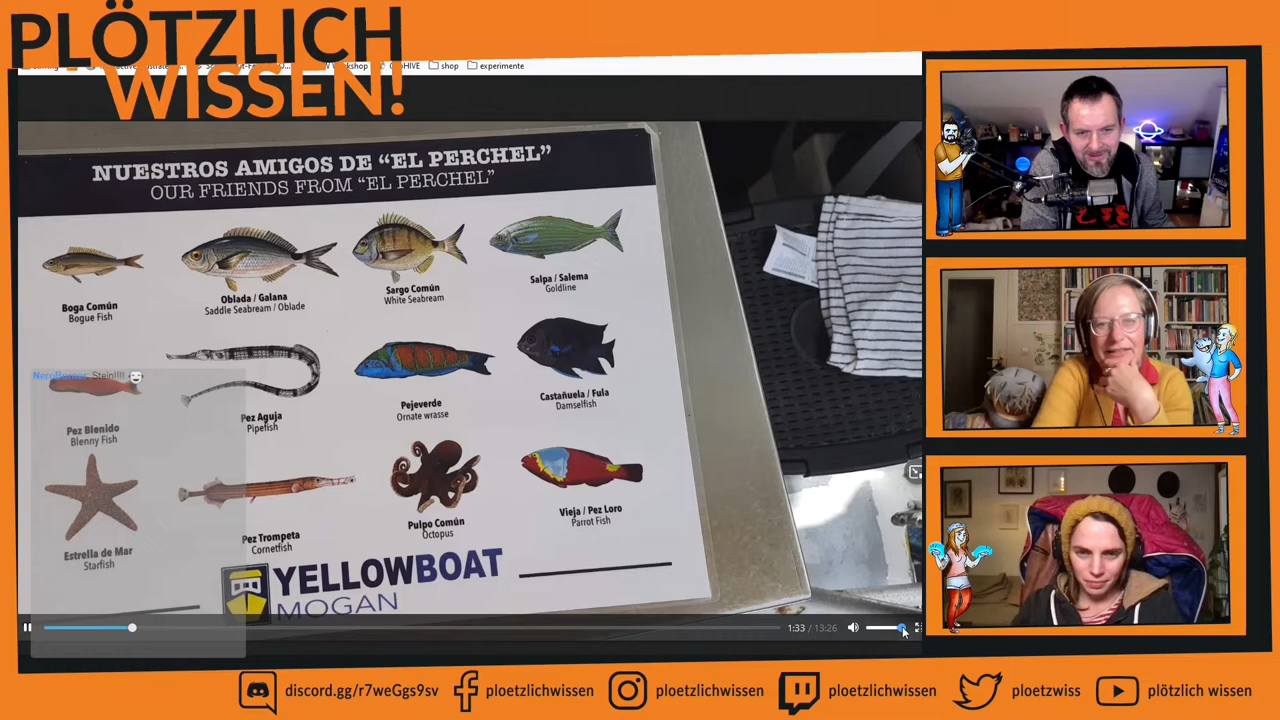 PLÖTZLICH
WISSEN!
shop
experimente
NUESTROS AMIGOS DE “EL PERCHEL”
OUR FRIENDS FROM “EL PERCHEL”
Boga Común
Bogue Fish
Oblada / Galana
Saddle Seabream / Oblade
Sargo Común
White Seabream
Salpa / Salema
Goldline
NeroBurner: Stein!!!!
Pez Blenido
Blenny Fish
Pez Aguja
Pipefish
Pejeverde
Ornate wrasse
Castañuela / Fula
Damselfish
Estrella de Mar
Starfish
Pez Trompeta
Cornetfish
Pulpo Común
Octopus
Vieja / Pez Loro
Parrot Fish
YELLOWBOAT
MOGAN
1:33 / 13:26
discord.gg/r7weGgs9sv
ploetzlichwissen
ploetzlichwissen
ploetzlichwissen
ploetzwiss
plötzlich wissen